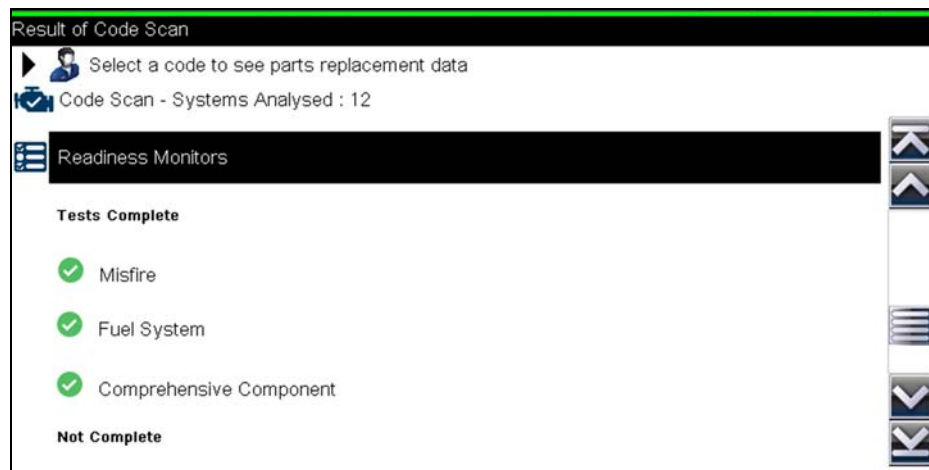 Result of Code Scan
Select a code to see parts replacement data
Code Scan - Systems Analysed : 12
Readiness Monitors
Tests Complete
Misfire
Fuel System
Comprehensive Component
Not Complete